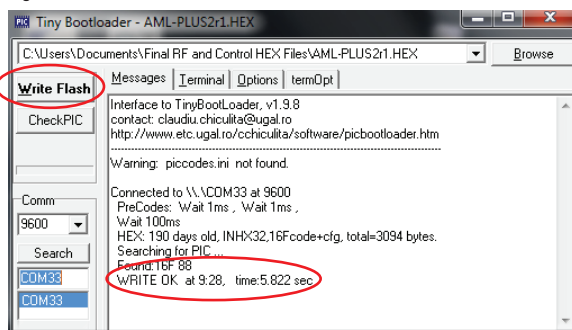 Tiny Bootloader - AML-PLUS2r1.HEX
C:\Users\Documents\Final RF and Control HEX Files\AML-PLUS2r1.HEX
Browse
Write Flash
CheckPIC
Comm
9600
Search
COM33
COM33
Messages Terminal Options termOpt
Interface to TinyBootLoader, v1.9.8
contact: claudiu.chiculita@ugal.ro
http://www.etc.ugal.ro/cchiculita/software/picbootloader.htm
Warning: piccodes.ini not found.
Connected to \\.\COM33 at 9600
PreCodes: Wait 1ms , Wait 1ms ,
Wait 100ms
HEX: 190 days old, INHX32,16Fcode+cfg, total=3094 bytes.
Searching for PIC ...
Found:16F 88
WRITE OK at 9:28, time:5.822 sec